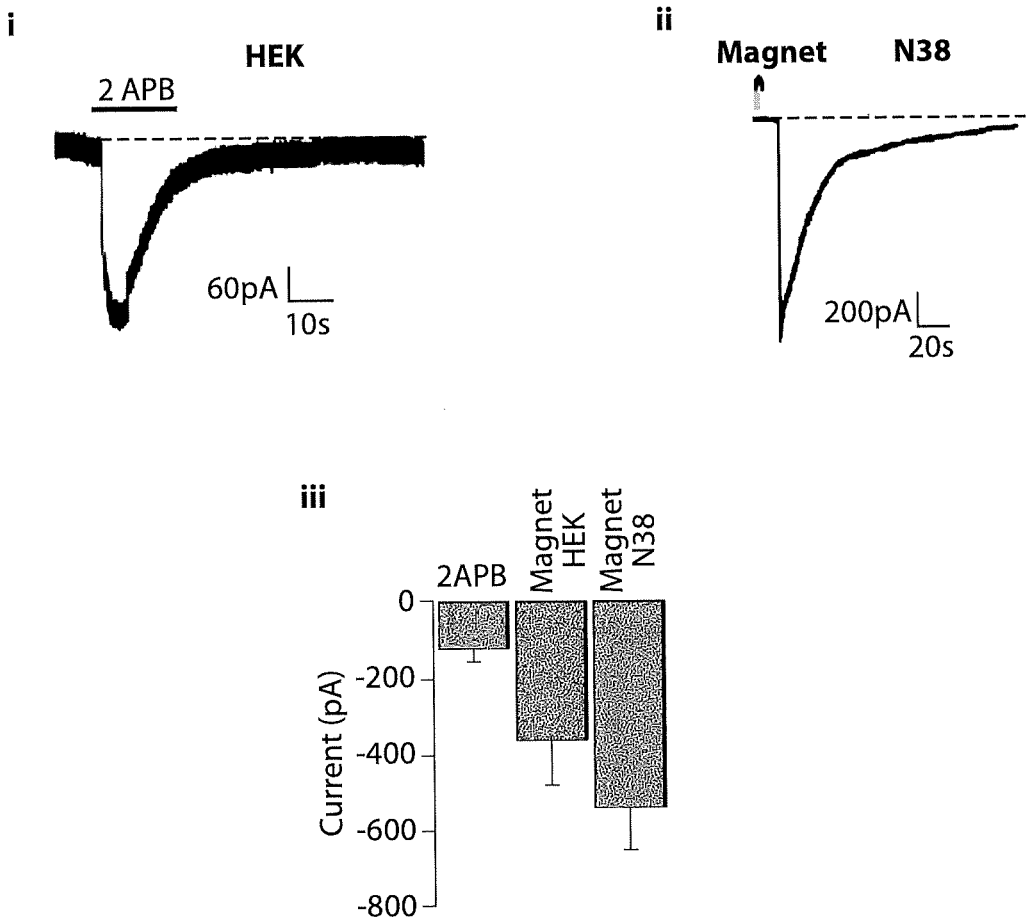 i
HEK
2 APB
60pA
10s
ii
Magnet
N38
200pA
20s
iii
2APB
Magnet
HEK
Magnet
N38
Current (pA)
0
-200
-400
-600
-800